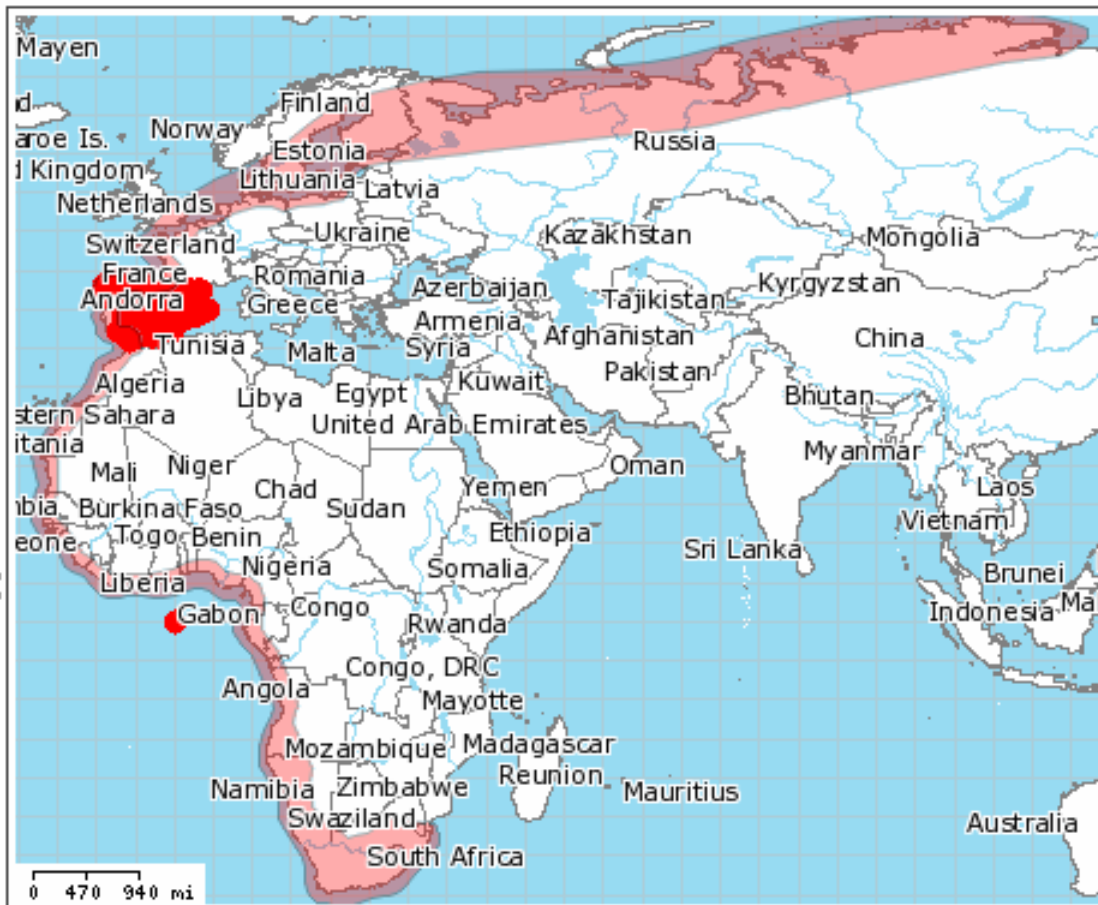 Mayen
Finland
Norway
aroe Is.
Estonia
Russia
d Kingdom
Lithuania
Latvia
Netherlands
Switzerland
Ukraine
Kazakhstan
Mongolia
France
Romania
Azerbaijan
Kyrgyzstan
Andorra
Greece
Tajikistan
Armenia
Afghanistan
China
Tunisia
Malta
Syria
Pakistan
Algeria
Kuwait
Libya
Egypt
Bhutan
stern Sahara
United Arab Emirates
itania
Myanmar
Mali
Niger
Oman
Chad
Yemen
Laos
nbia
Burkina Faso
Sudan
Vietnam
Togo
Benin
Ethiopia
eone
Sri Lanka
Liberia
Nigeria
Somalia
Brunei
Gabon
Congo
Rwanda
Indonesia
Ma
Congo, DRC
Angola
Mayotte
Mozambique
Madagascar
Reunion
Namibia
Zimbabwe
Mauritius
Swaziland
Australia
South Africa
0 470 940 mi